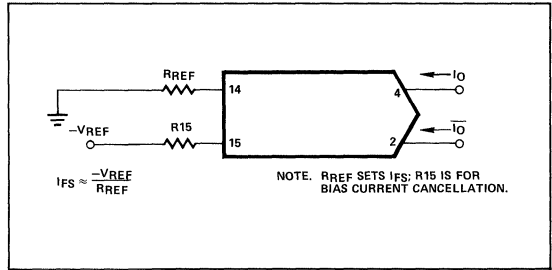 RREF
14
4
IO
-VREF
R15
15
2
IO
IFS ≈ -VREF
RREF
NOTE. RREF SETS IFS; R15 IS FOR
BIAS CURRENT CANCELLATION.